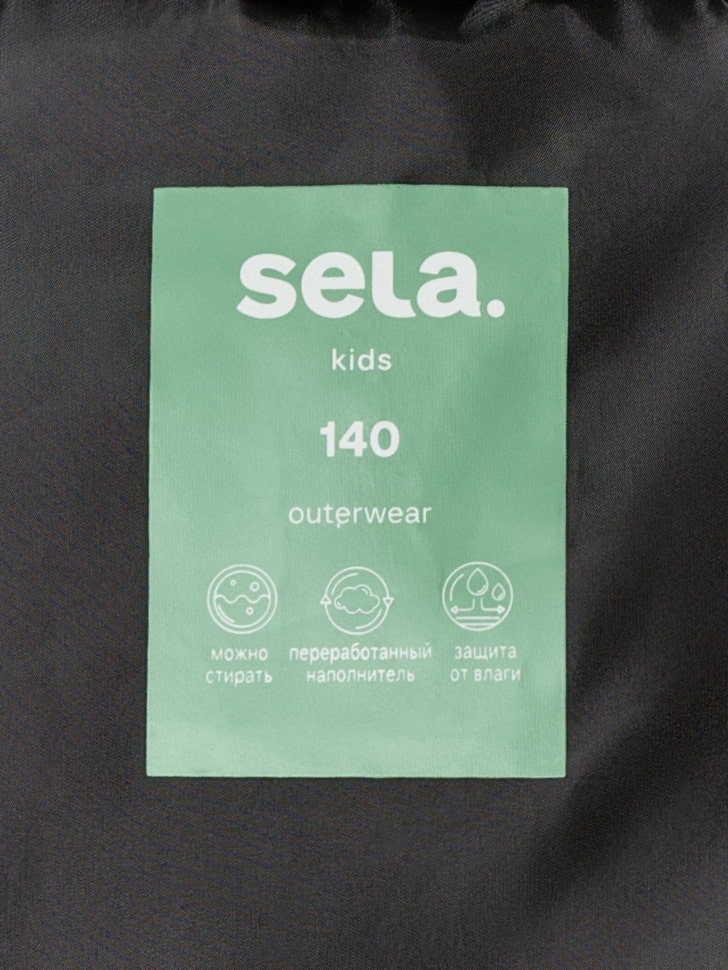 sela.
kids
140
outerwear
можно переработанный защита
стирать наполнитель от влаги